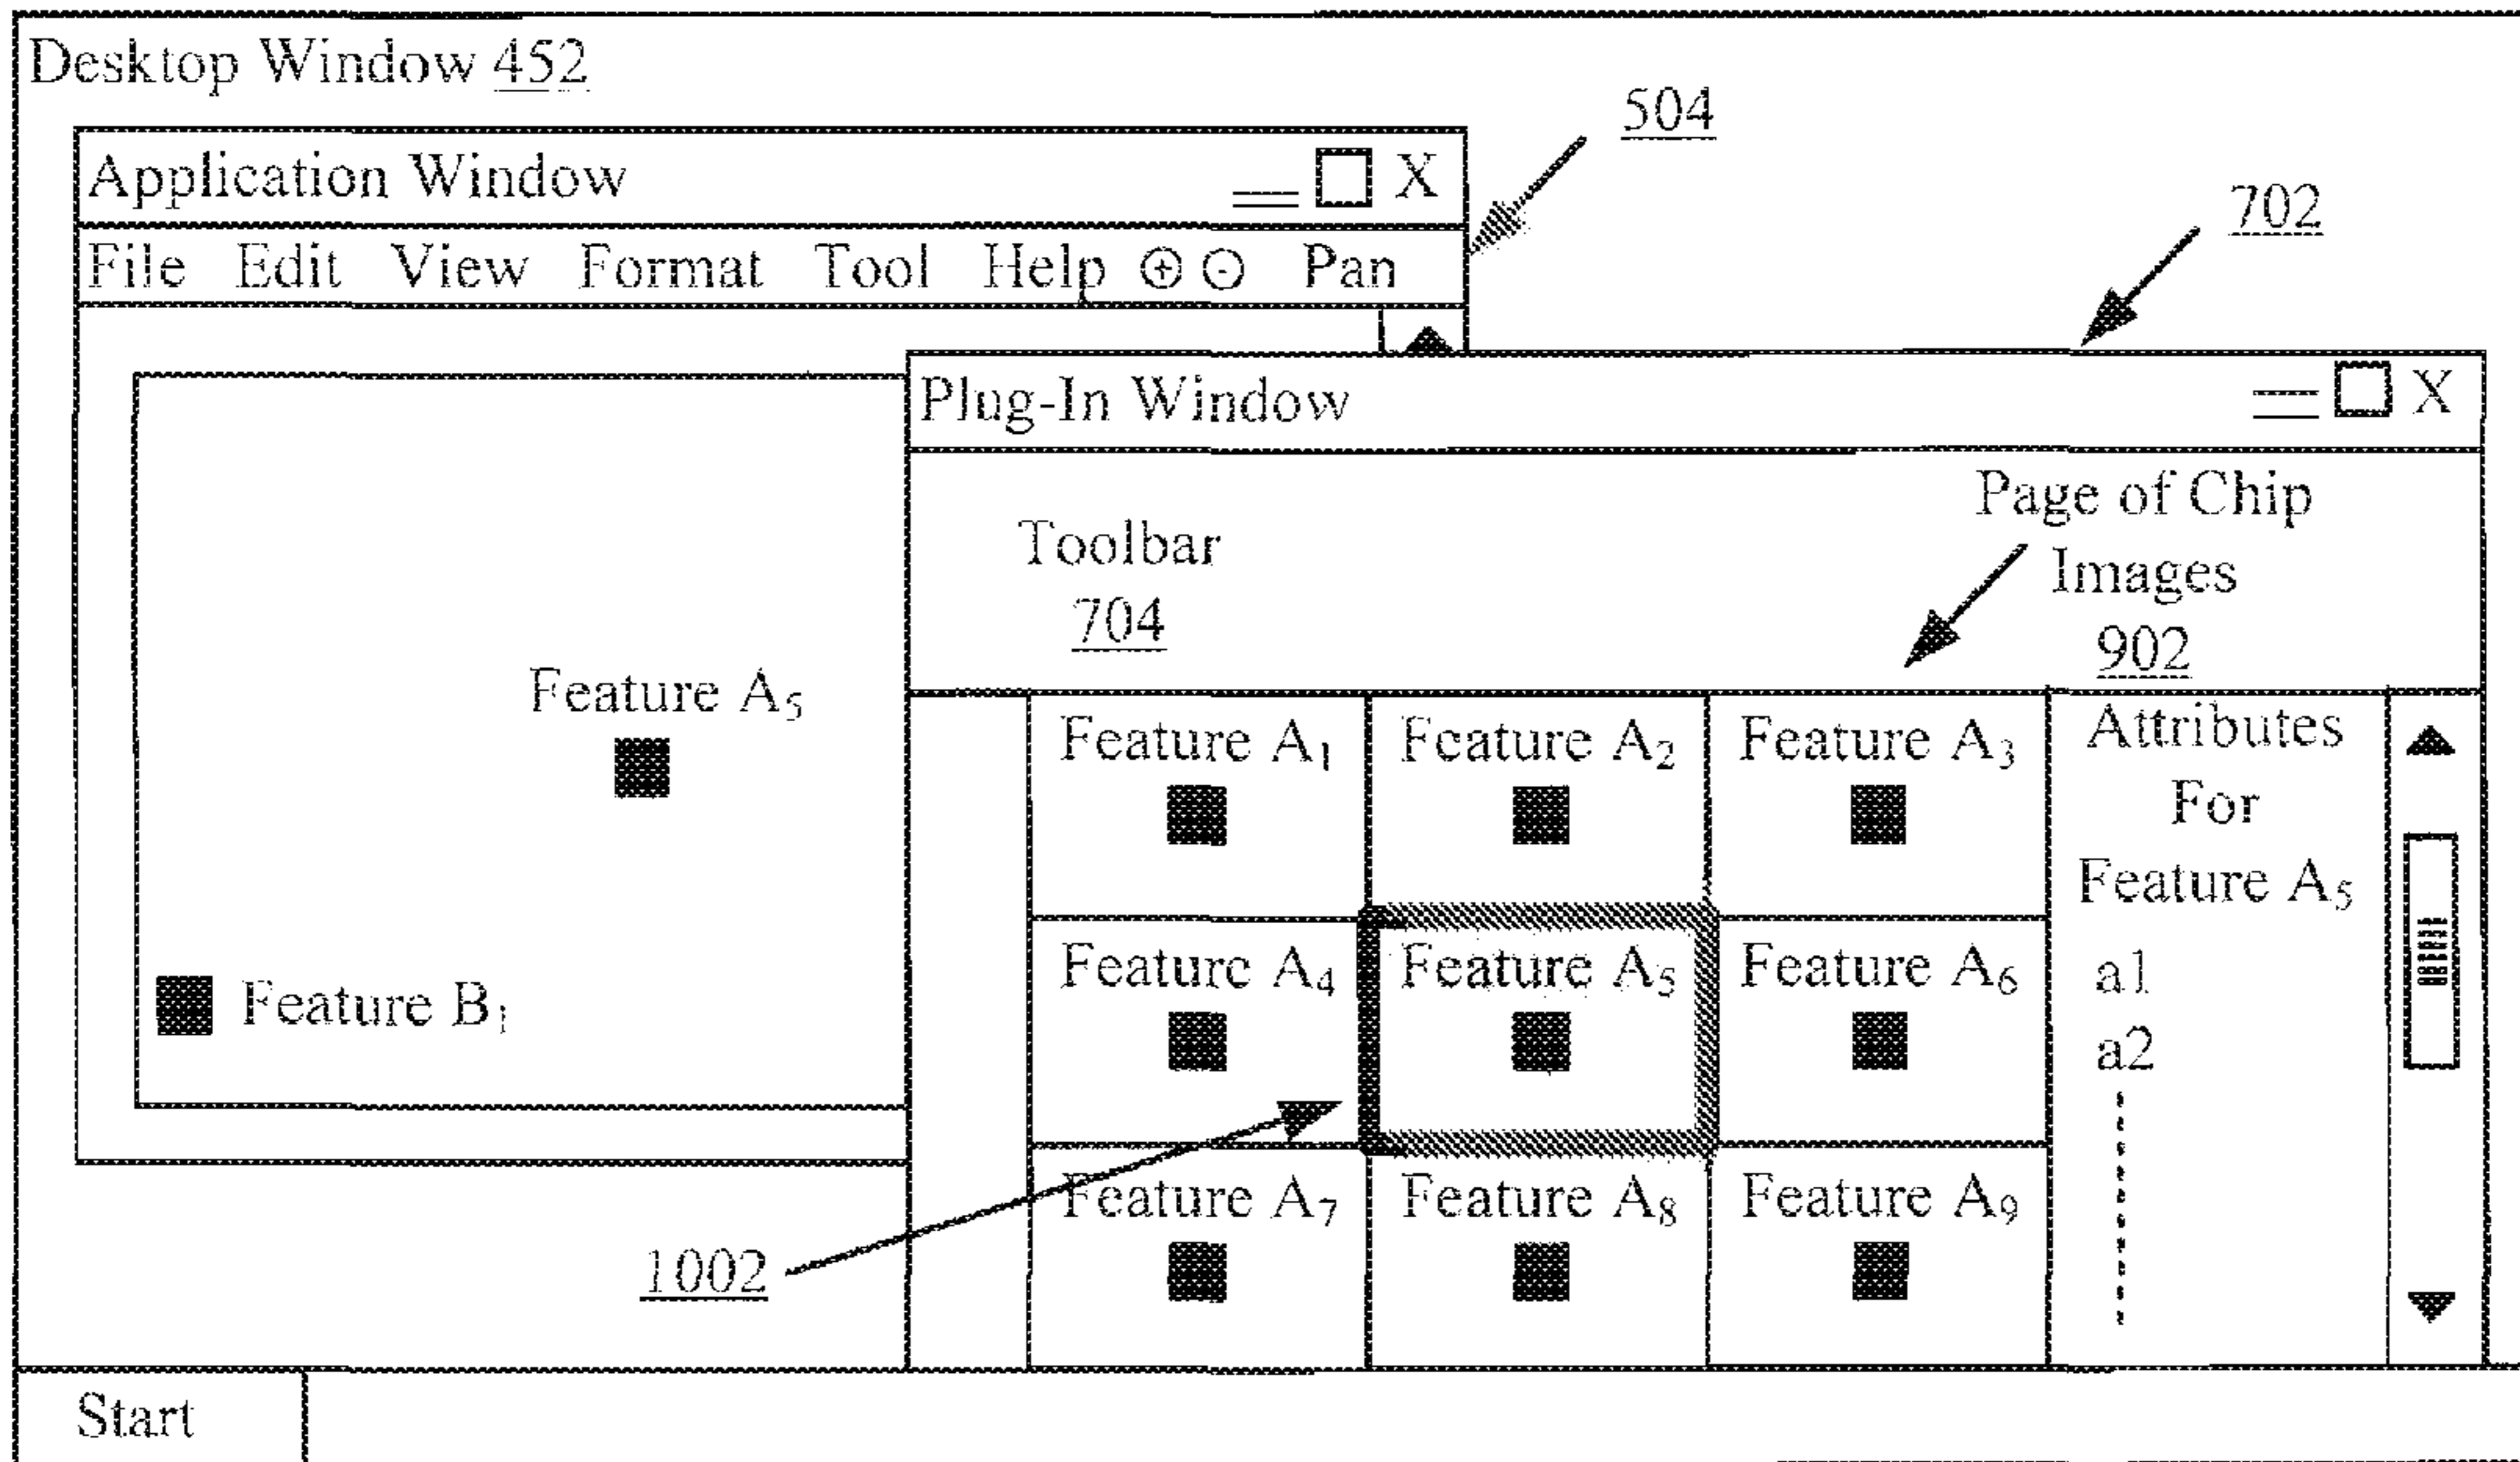 Desktop Window 452
504
Application Window X
702
File Edit View Format Tool Help + - Pan
Plug-In Window X
Page of Chip
Images
902
Toolbar
704
Feature A₅
Feature B₁
Feature A₁ Feature A₂ Feature A₃
Feature A₄ Feature A₅ Feature A₆
Feature A₇ Feature A₈ Feature A₉
Attributes
For
Feature A₅
a1
a2
1002
Start